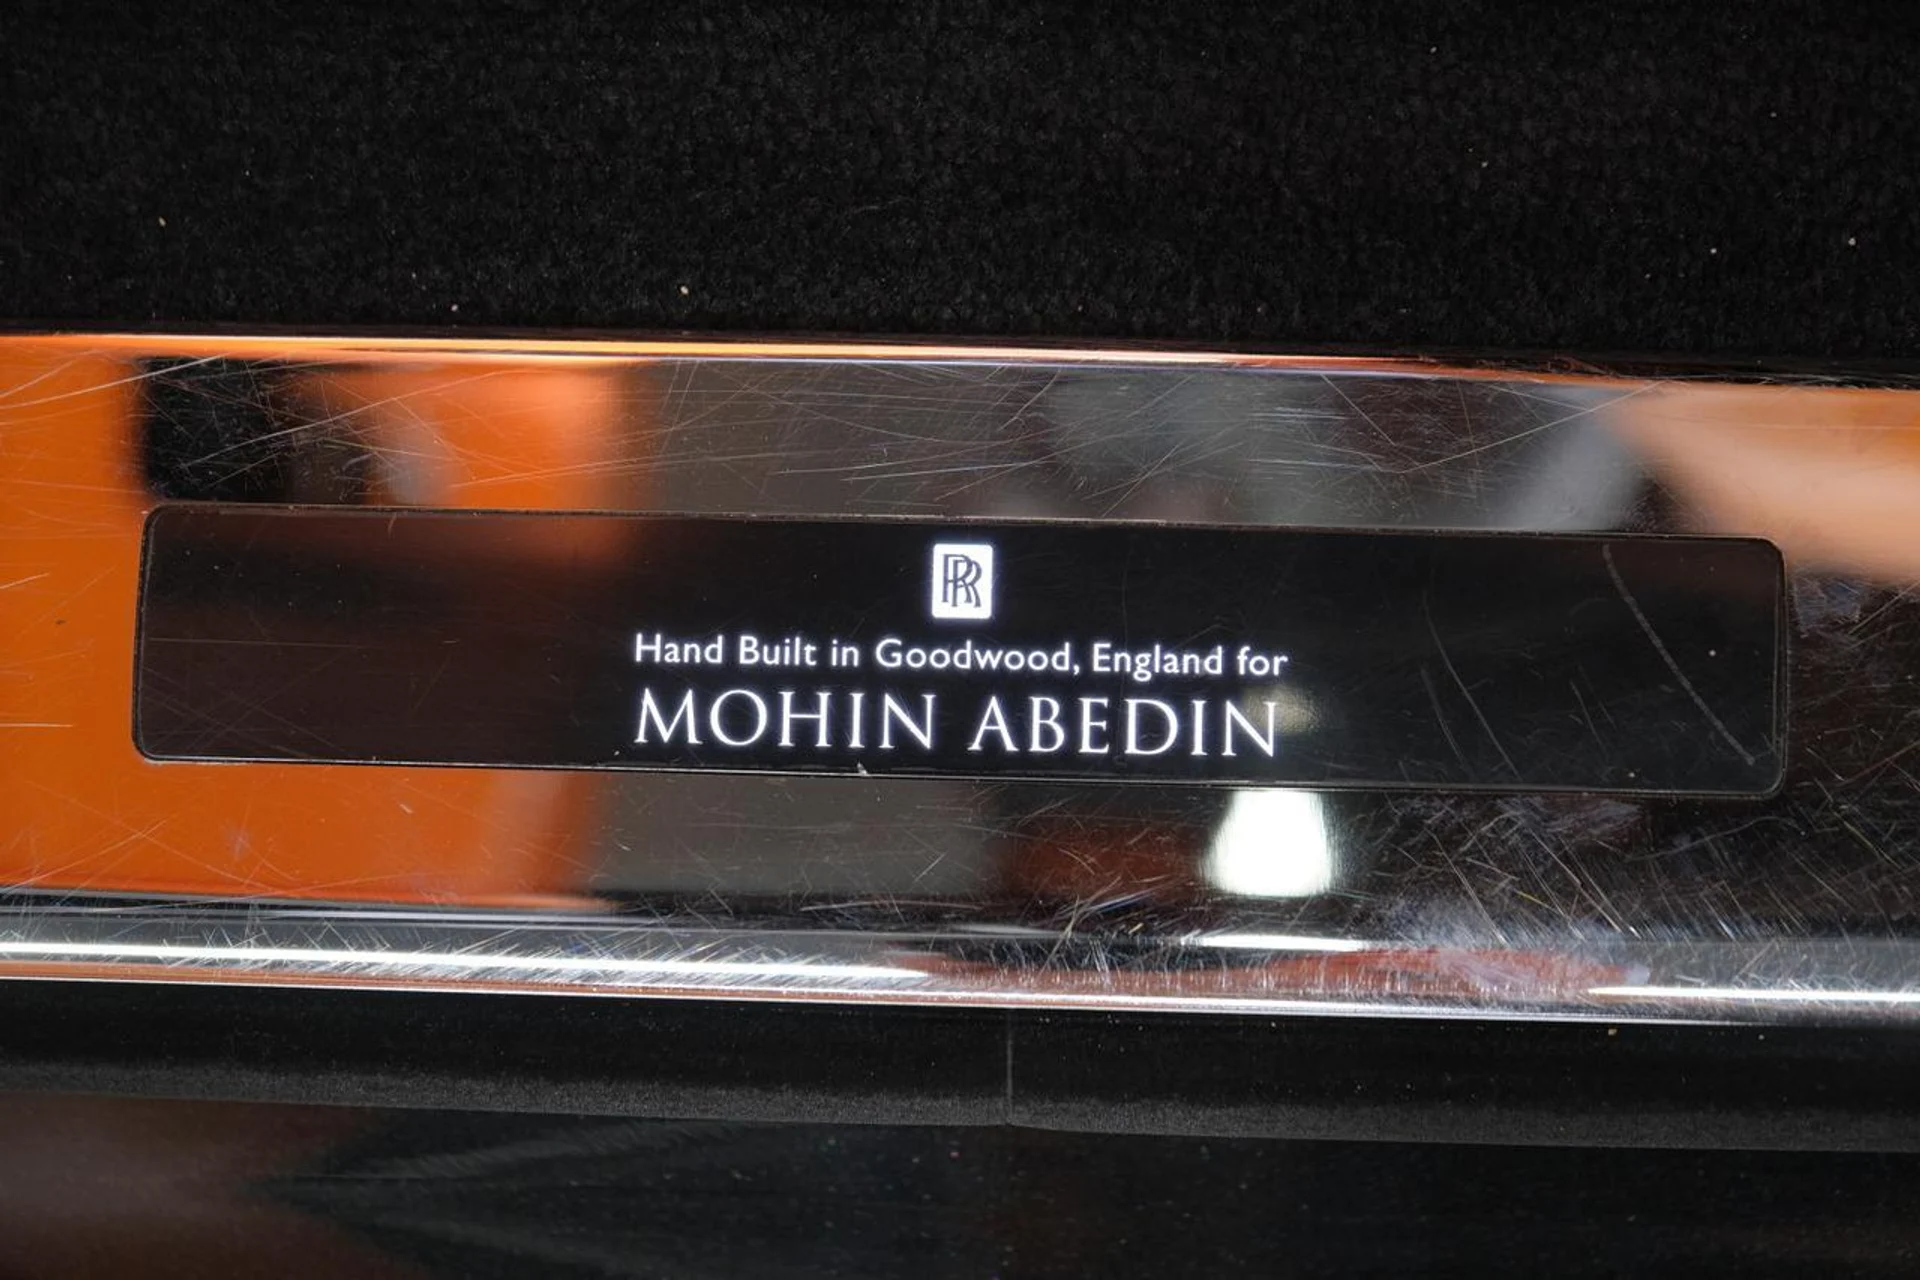 RR
Hand Built in Goodwood, England for
MOHIN ABEDIN